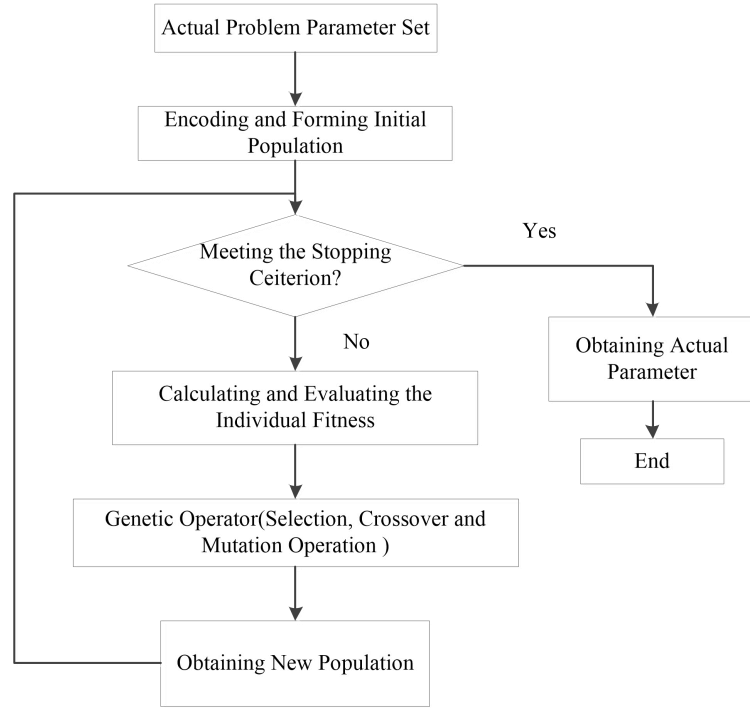 Actual Problem Parameter Set
Encoding and Forming Initial
Population
Meeting the Stopping
Ceiterion?
Yes
No
Obtaining Actual
Parameter
Calculating and Evaluating the
Individual Fitness
End
Genetic Operator(Selection, Crossover and
Mutation Operation )
Obtaining New Population